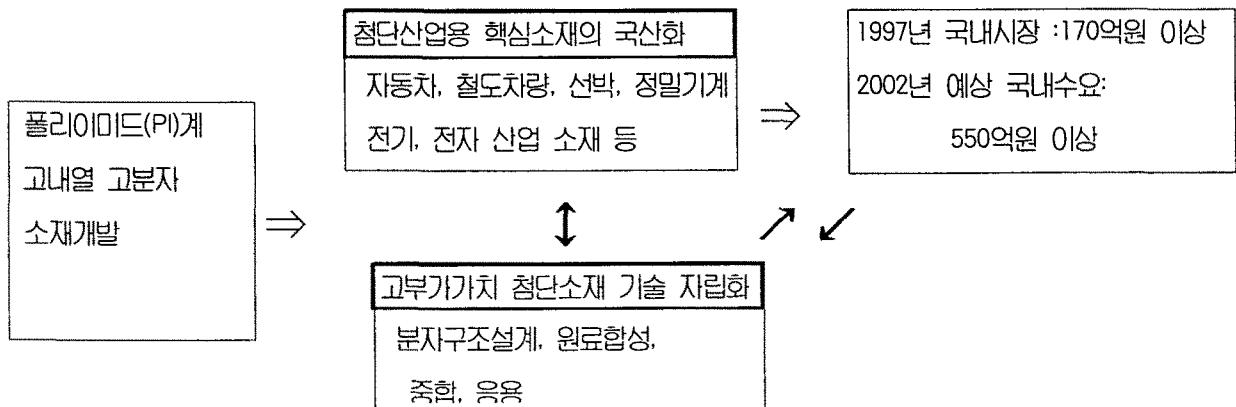 폴리이미드(PI)계
고내열 고분자
소재개발
⇒
첨단산업용 핵심소재의 국산화
자동차, 철도차량, 선박, 정밀기계
전기, 전자 산업 소재 등
⇒
1997년 국내시장 :170억원 이상
2002년 예상 국내수요:
550억원 이상
↕
↗ ↙
고부가가치 첨단소재 기술 자립화
분자구조설계, 원료합성,
중합, 응용